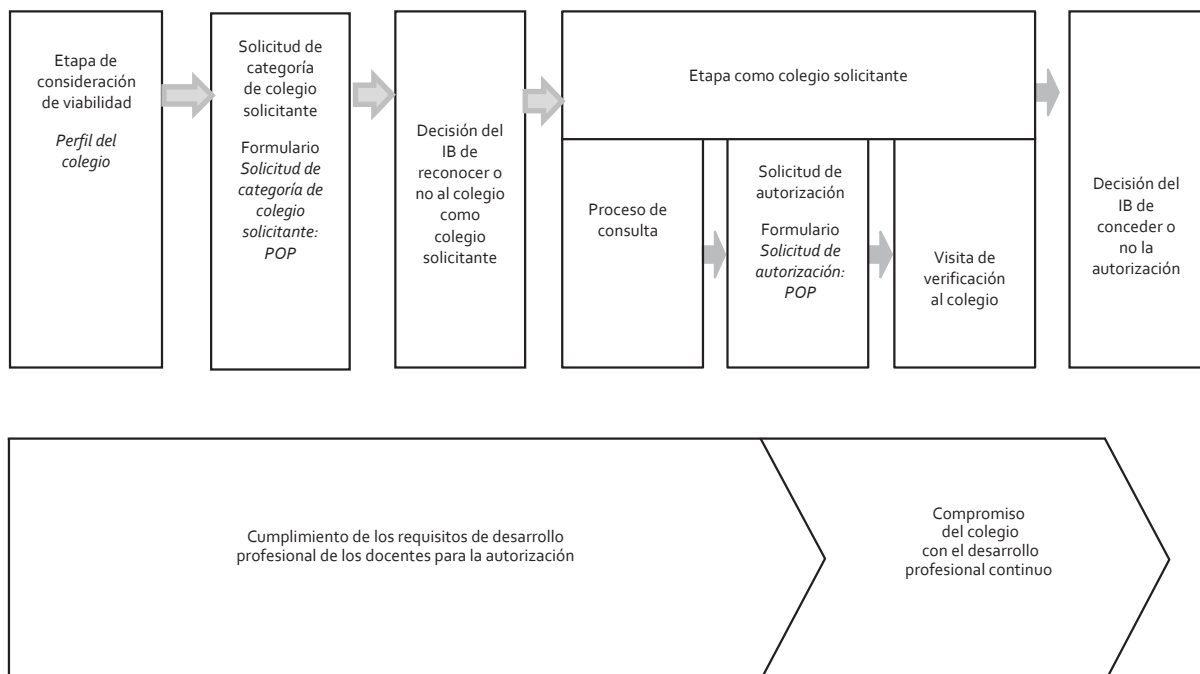 Etapa de
consideración
de viabilidad
Perfil del
colegio
Solicitud de
categoría
de colegio
solicitante
Formulario
Solicitud de
categoría de
colegio
solicitante:
POP
Decisión del
IB de
reconocer o
no al colegio
como
colegio
solicitante
Etapa como colegio solicitante
Proceso de
consulta
Solicitud de
autorización
Formulario
Solicitud de
autorización:
POP
Visita de
verificación
al colegio
Decisión del
IB de
conceder o
no la
autorización
Cumplimiento de los requisitos de desarrollo
profesional de los docentes para la autorización
Compromiso
del colegio
con el desarrollo
profesional continuo